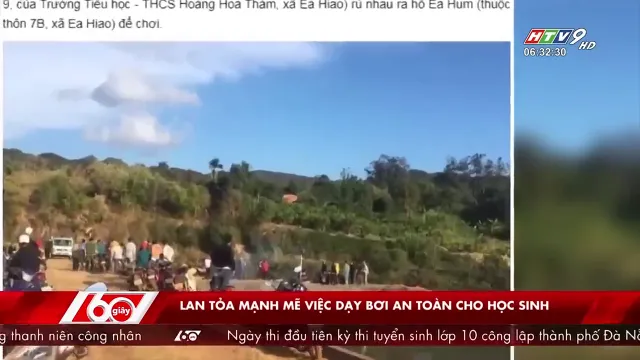 9, của Trường Tiểu học - THCS Hoàng Hoa Thám, xã Ea Hiao) rủ nhau ra hồ Ea Hum (thuộc
thôn 7B, xã Ea Hiao) để chơi.
HTV9 HD
06:32:30
60 giây
LAN TỎA MẠNH MẼ VIỆC DẠY BƠI AN TOÀN CHO HỌC SINH
g thanh niên công nhân 60 Ngày thi đầu tiên kỳ thi tuyển sinh lớp 10 công lập thành phố Đà N